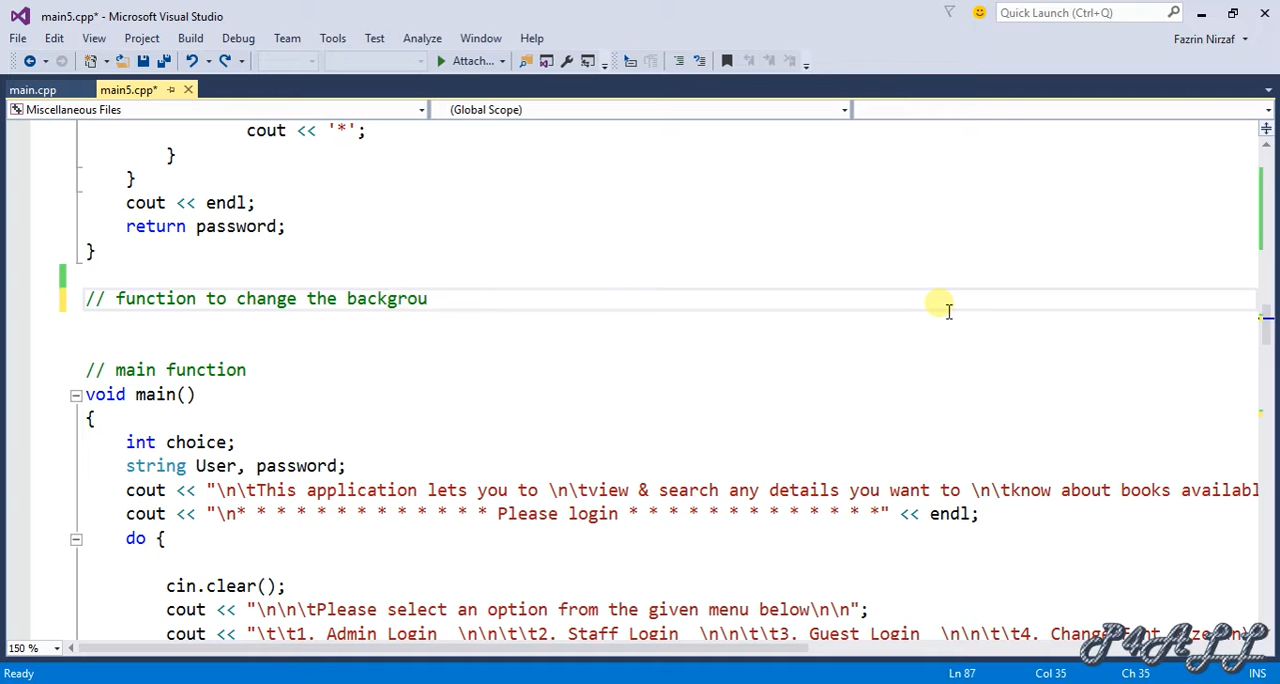 main5.cpp* - Microsoft Visual Studio
Quick Launch (Ctrl+Q)
File Edit View Project Build Debug Team Tools Test Analyze Window Help
Fazrin Nirzaf
Attach...
main.cpp main5.cpp*
Miscellaneous Files (Global Scope)
cout << '*';
}
}
cout << endl;
return password;
}
// function to change the backgrou
// main function
void main()
{
int choice;
string User, password;
cout << "\n\tThis application lets you to \n\tview & search any details you want to \n\tknow about books availabl
cout << "\n* * * * * * * * * * * * * Please login * * * * * * * * * * * * *" << endl;
do {
cin.clear();
cout << "\n\n\tPlease select an option from the given menu below\n\n";
cout << "\t\t1. Admin Login \n\n\t\t2. Staff Login \n\n\t\t3. Guest Login \n\n\t\t4.
150 %
Ready Ln 87 Col 35 Ch 35 INS